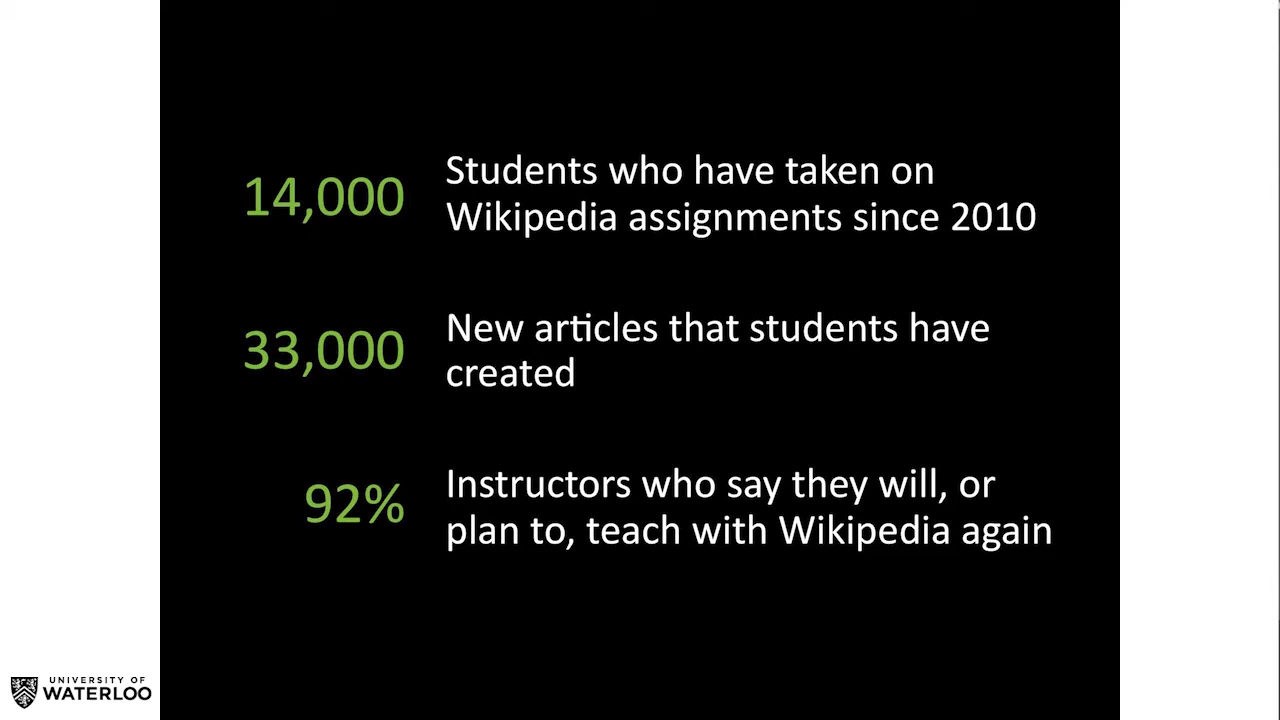 14,000
Students who have taken on
Wikipedia assignments since 2010
33,000
New articles that students have
created
92%
Instructors who say they will, or
plan to, teach with Wikipedia again
UNIVERSITY OF
WATERLOO